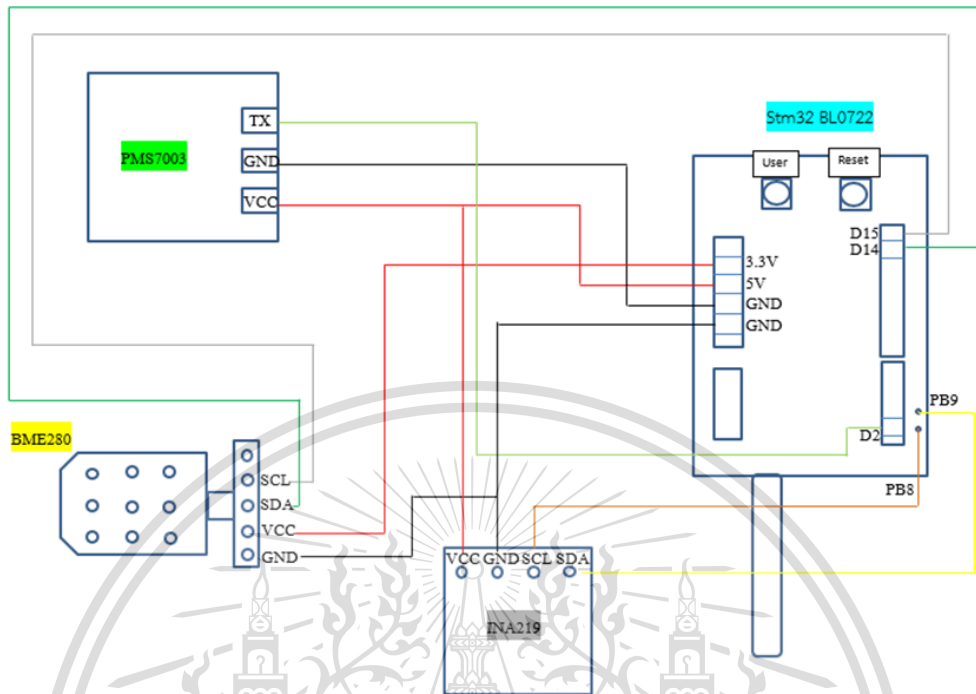 Stm32 BL0722
User
Reset
TX
PMS7003
GND
VCC
D15
D14
3.3V
5V
GND
GND
PB9
D2
PB8
BME280
SCL
SDA
VCC
GND
VCC GND SCL SDA
INA219